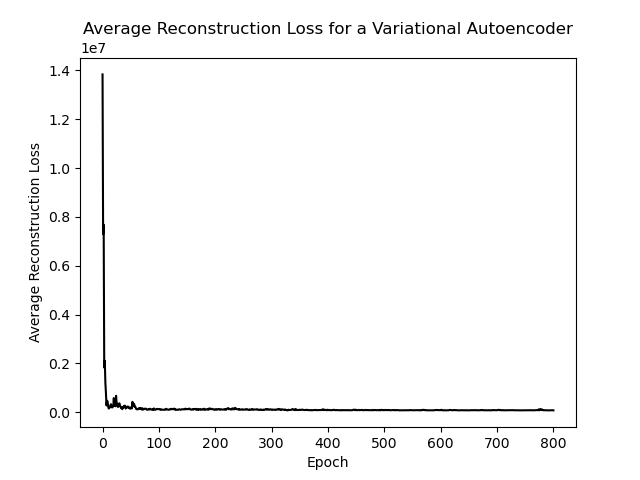 Average Reconstruction Loss for a Variational Autoencoder
1e7
1.4
1.2
1.0
0.8
0.6
0.4
0.2
0.0
Average Reconstruction Loss
0 100 200 300 400 500 600 700 800
Epoch